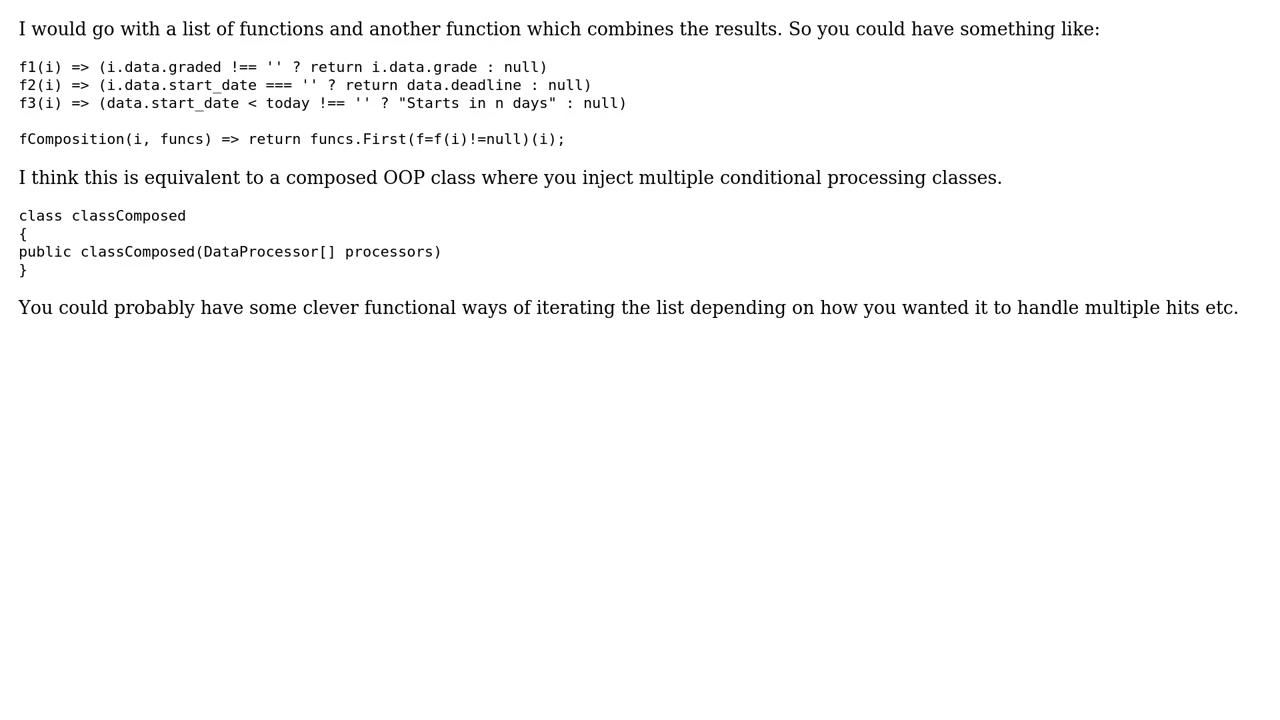 I would go with a list of functions and another function which combines the results. So you could have something like:
f1(i) => (i.data.graded !== '' ? return i.data.grade : null)
f2(i) => (i.data.start_date === '' ? return data.deadline : null)
f3(i) => (data.start_date < today !== '' ? "Starts in n days" : null)
fComposition(i, funcs) => return funcs.First(f=f(i)!=null)(i);
I think this is equivalent to a composed OOP class where you inject multiple conditional processing classes.
class classComposed
{
public classComposed(DataProcessor[] processors)
}
You could probably have some clever functional ways of iterating the list depending on how you wanted it to handle multiple hits etc.